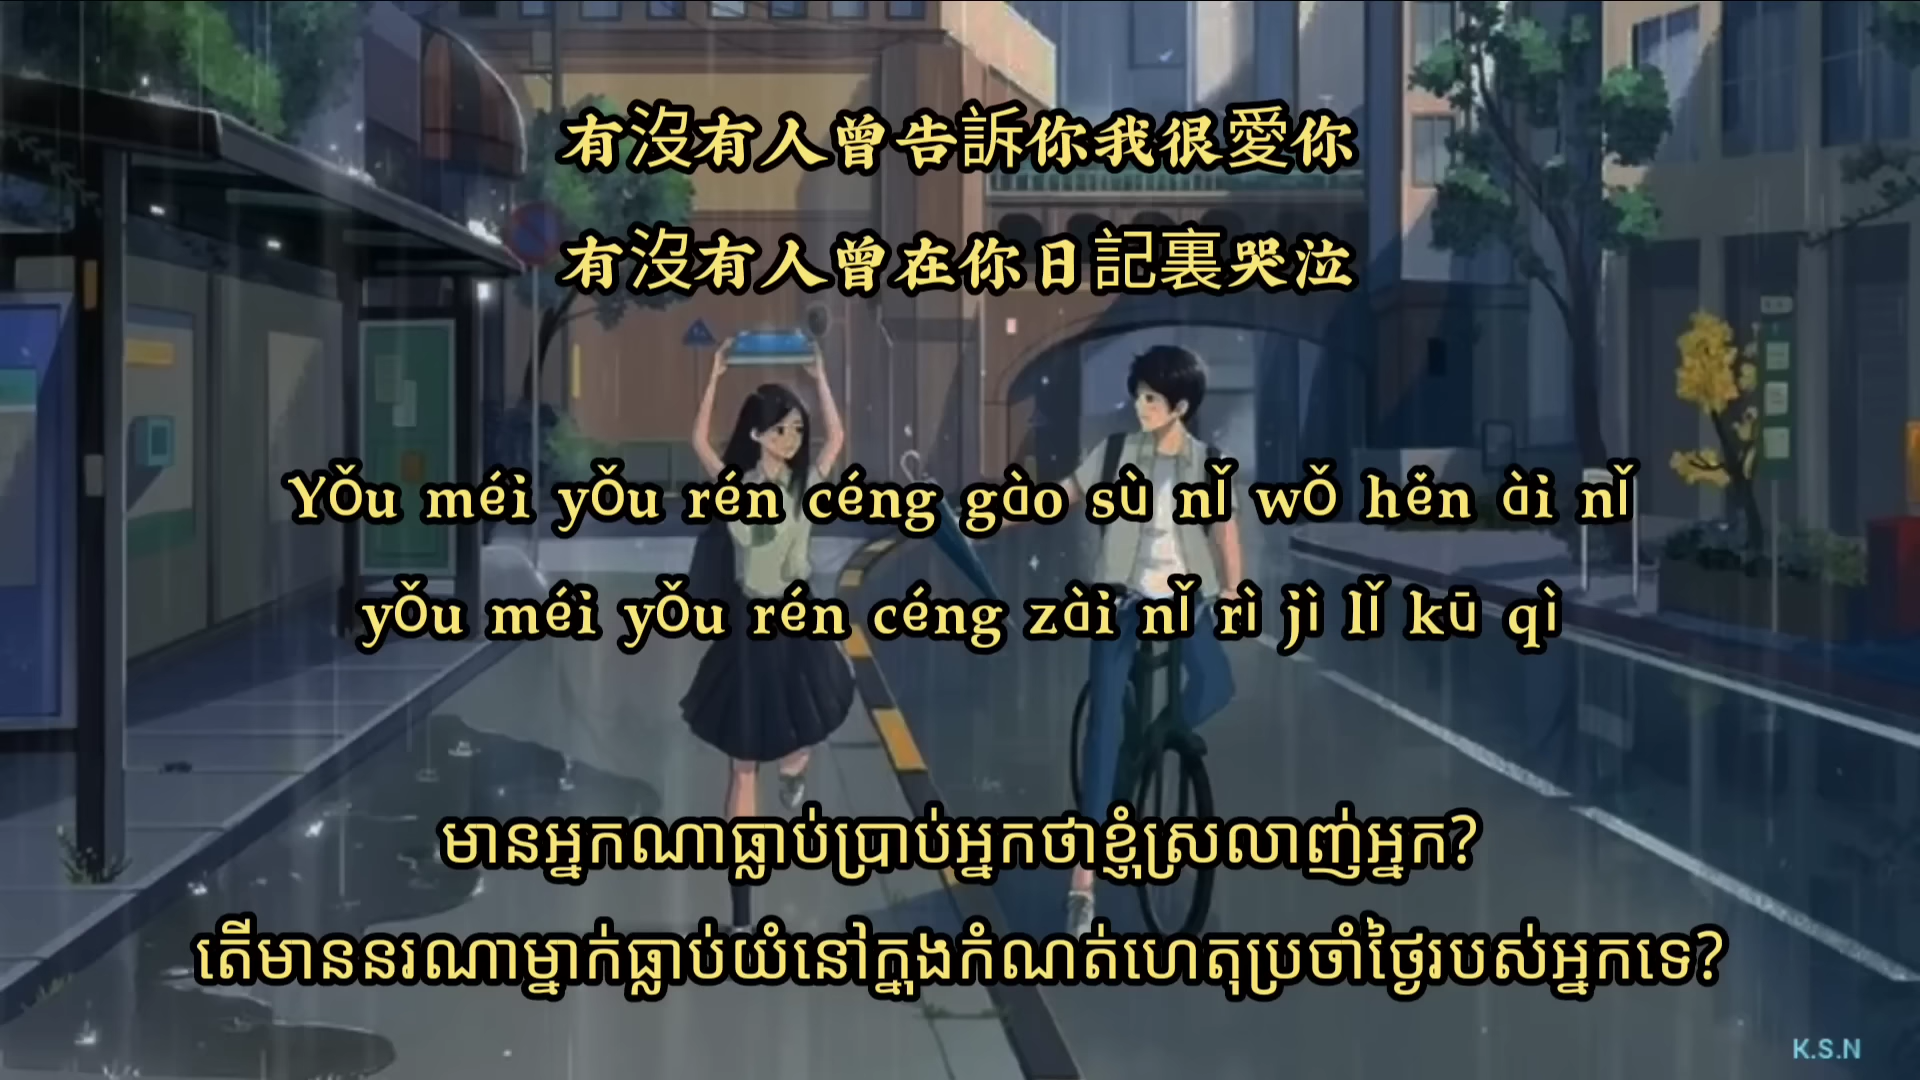 有沒有人曾告訴你我很愛你
有沒有人曾在你日記裏哭泣
Yǒu méi yǒu rén céng gào sù nǐ wǒ hěn ài nǐ
yǒu méi yǒu rén céng zài nǐ rì jì lǐ kū qì
មានអ្នកណាធ្លាប់ប្រាប់អ្នកថាខ្ញុំស្រលាញ់អ្នក?
តើមាននរណាម្នាក់ធ្លាប់យំនៅក្នុងកំណត់ហេតុប្រចាំថ្ងៃរបស់អ្នកទេ?
K.S.N